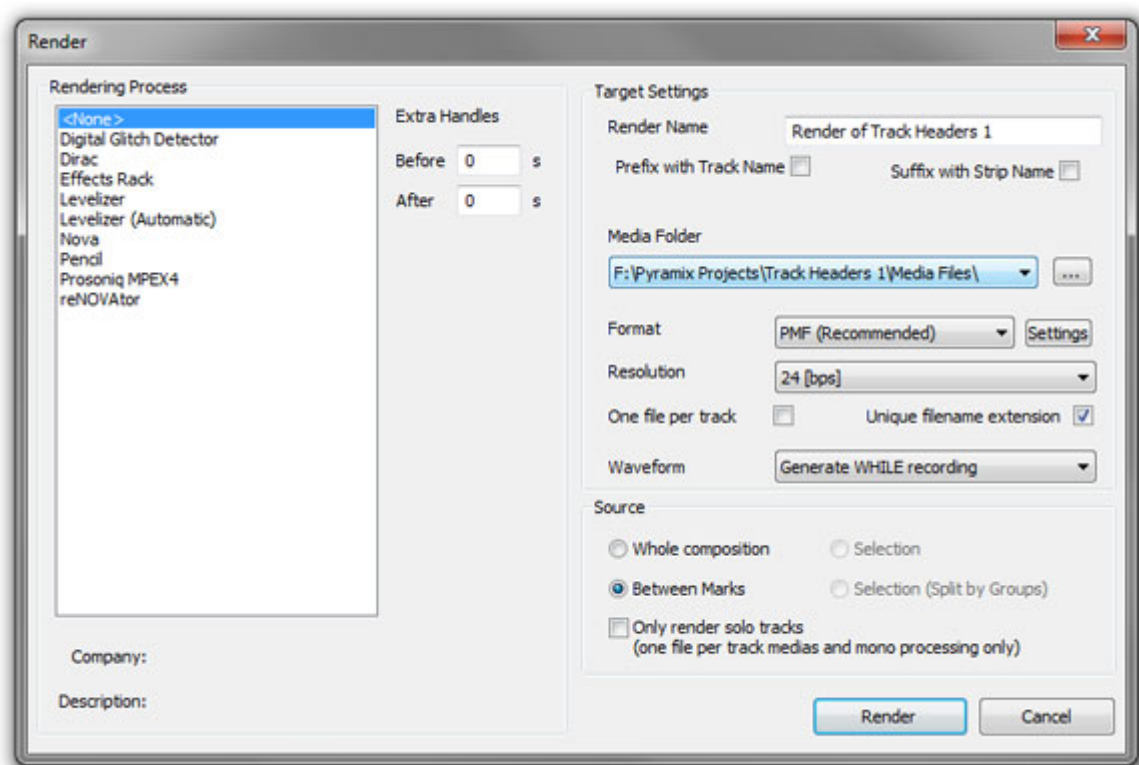 Render
Rendering Process
<None>
Digital Glitch Detector
Dirac
Effects Rack
Levelizer
Levelizer (Automatic)
Nova
Pencil
Prosoniq MPEX4
reNOVAtor
Extra Handles
Before 0 s
After 0 s
Company:
Description:
Target Settings
Render Name Render of Track Headers 1
Prefix with Track Name Suffix with Strip Name
Media Folder
F:\Pyramix Projects\Track Headers 1\Media Files\ ...
Format PMF (Recommended) Settings
Resolution 24 [bps]
One file per track Unique filename extension
Waveform Generate WHILE recording
Source
Whole composition Selection
Between Marks Selection (Split by Groups)
Only render solo tracks
(one file per track medias and mono processing only)
Render Cancel